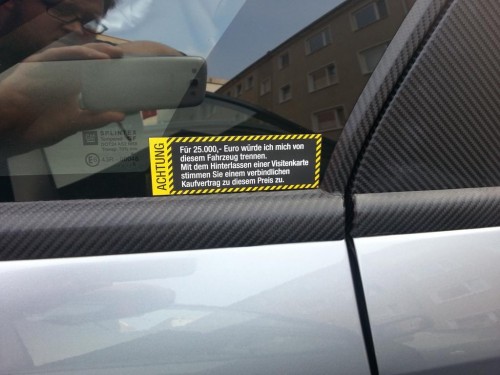 ACHTUNG
Für 25.000,- Euro würde ich mich von
diesem Fahrzeug trennen.
Mit dem Hinterlassen einer Visitenkarte
stimmen Sie einem verbindlichen
Kaufvertrag zu diesem Preis zu.
SPLINTEX